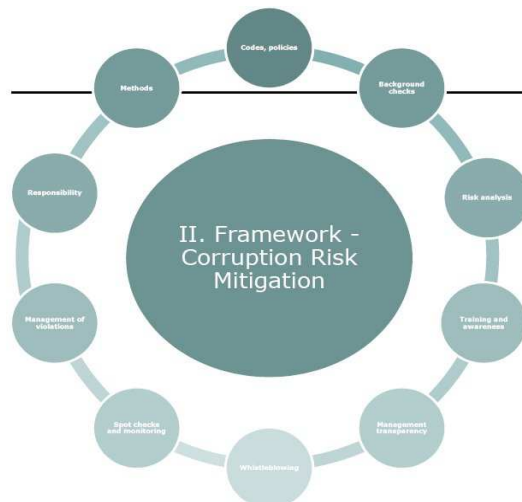 Codes, policies
Methods
Background
checks
Responsibility
Risk analysis
II. Framework -
Corruption Risk
Mitigation
Management of
violations
Training and
awareness
Spot checks
and monitoring
Management
transparency
Whistleblowing